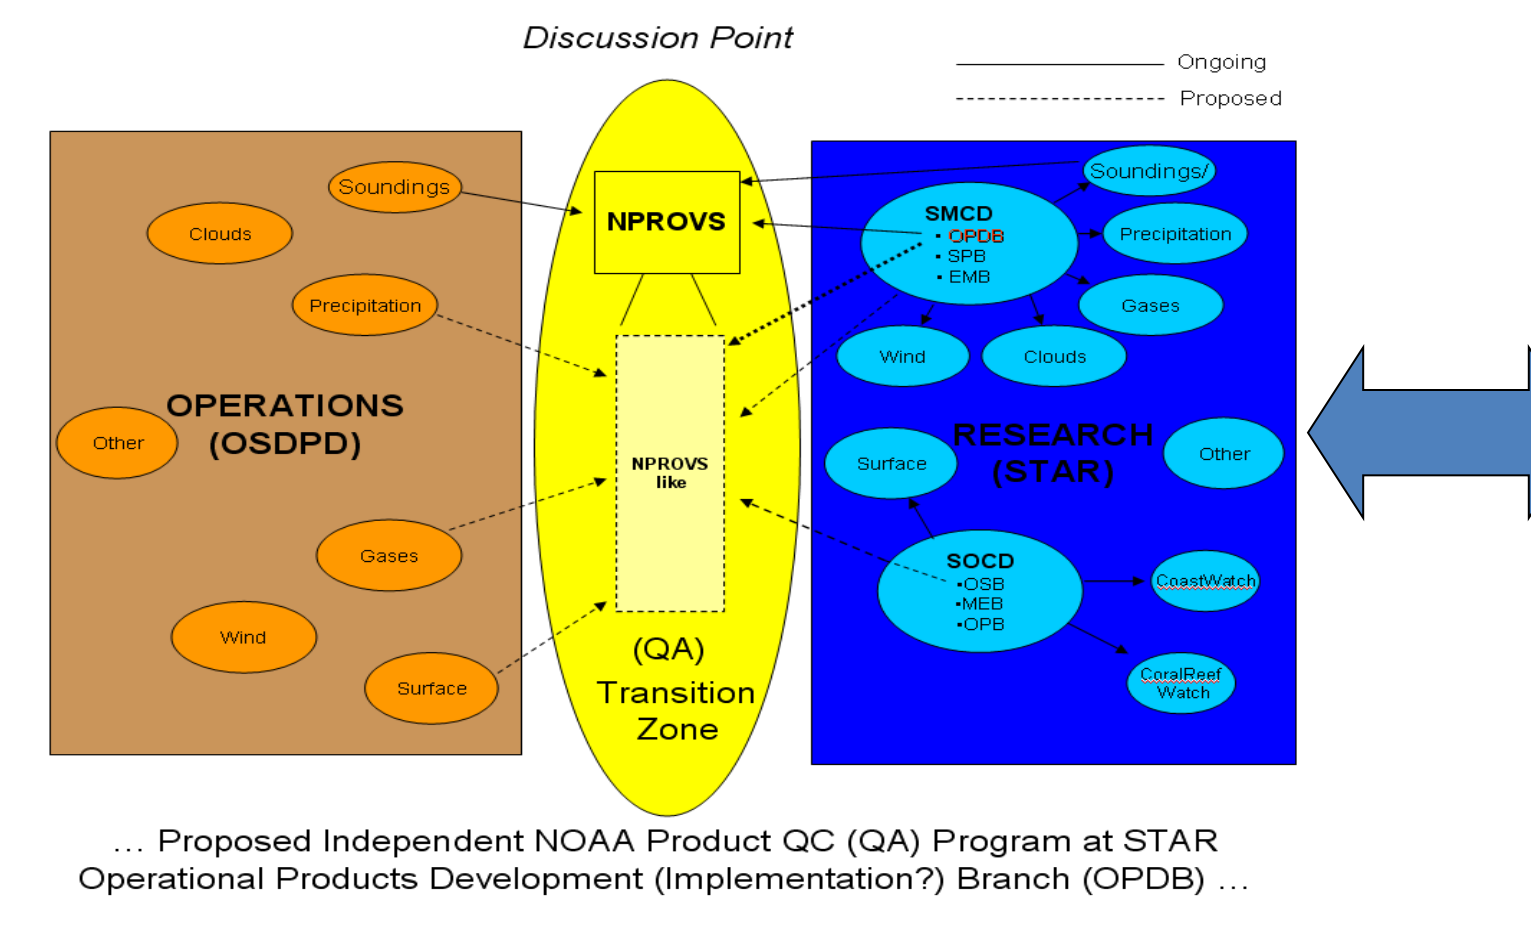 Discussion Point
Ongoing
Proposed
Soundings
Clouds
Precipitation
OPERATIONS
(OSDPD)
Other
Gases
Wind
Surface
NPROVS
NPROVS
like
(QA)
Transition
Zone
Soundings/
SMCD
▪ OPDB
▪ SPB
▪ EMB
Precipitation
Gases
Wind
Clouds
RESEARCH
(STAR)
Surface
Other
SOCD
▪OSB
▪MEB
▪OPB
CoastWatch
CoralReef
Watch
... Proposed Independent NOAA Product QC (QA) Program at STAR
Operational Products Development (Implementation?) Branch (OPDB) ...